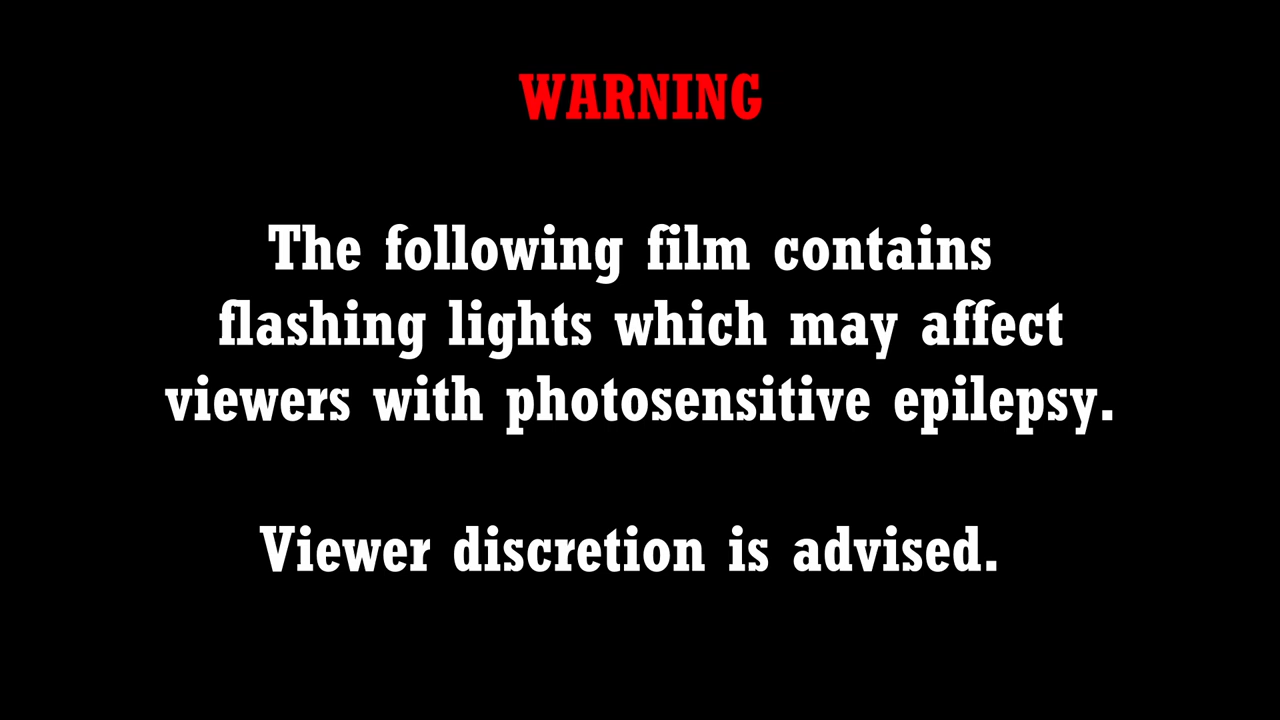 WARNING
The following film contains
flashing lights which may affect
viewers with photosensitive epilepsy.
Viewer discretion is advised.